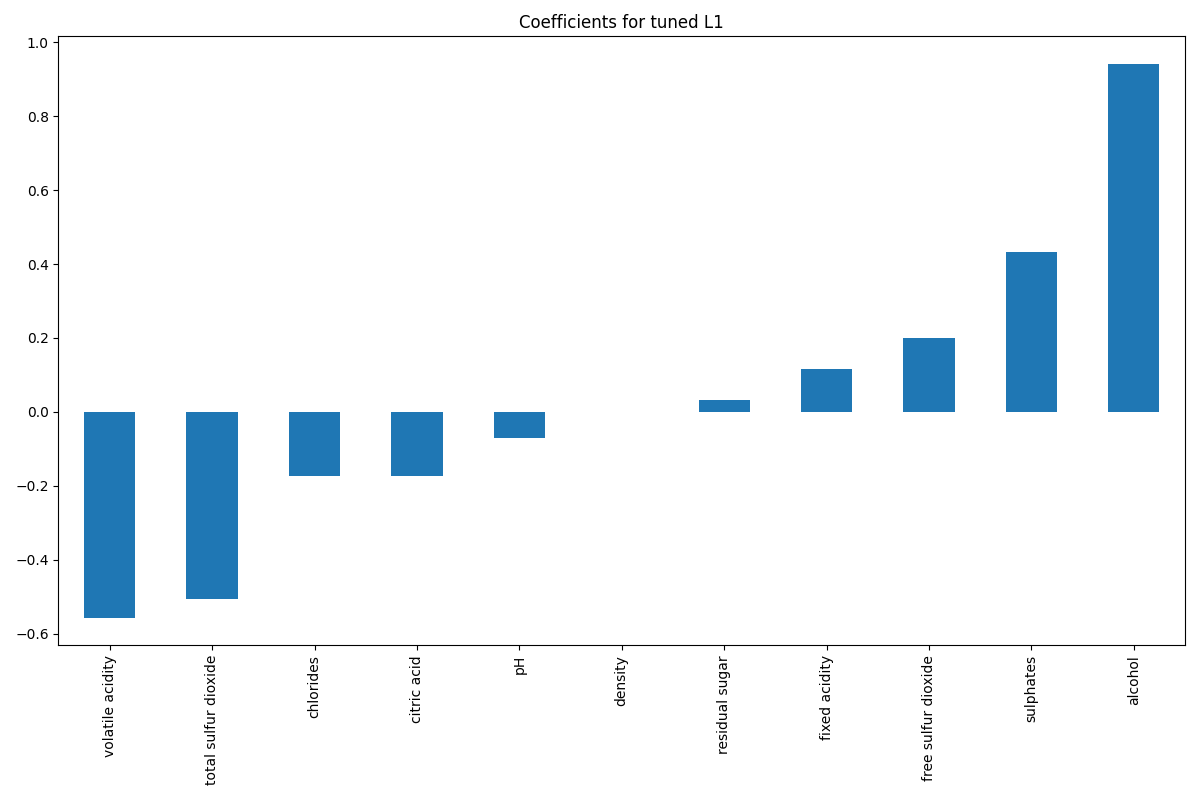 Coefficients for tuned L1
1.0
0.8
0.6
0.4
0.2
0.0
−0.2
−0.4
−0.6
volatile acidity
total sulfur dioxide
chlorides
citric acid
pH
density
residual sugar
fixed acidity
free sulfur dioxide
sulphates
alcohol